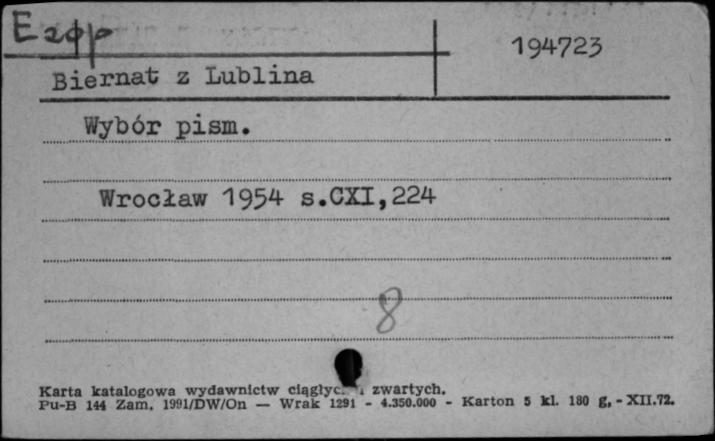 Ezop
194723
Biernat z Lublina
Wybór pism.
Wrocław 1954 s.CXI,224
8
Karta katalogowa wydawnictw zwartych.
Pu-B 144 Zam. 1991/DW/On — Wrak 1291 - 4.350.000 - Karton 5 kl. 180 g, - XII.72.